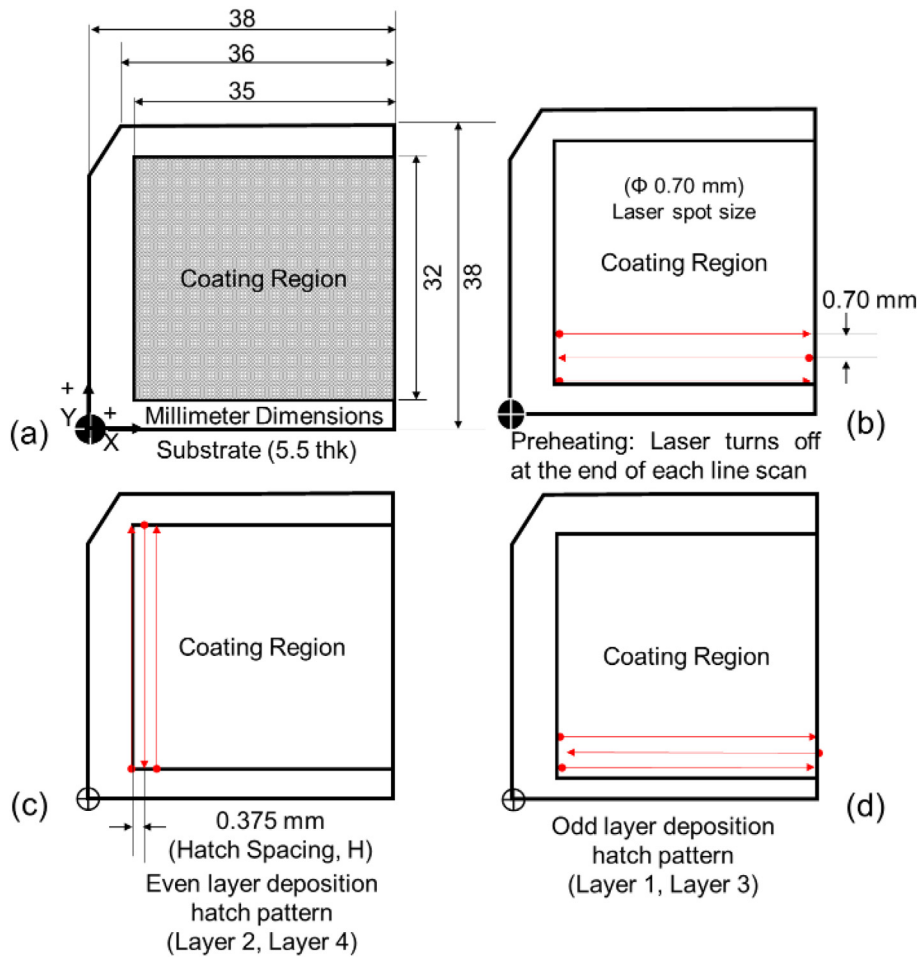 38
36
35
Coating Region
32
38
+
Y
+
X
Millimeter Dimensions
Substrate (5.5 thk)
(a)
(Φ 0.70 mm)
Laser spot size
Coating Region
0.70 mm
(b)
Preheating: Laser turns off
at the end of each line scan
Coating Region
(c)
0.375 mm
(Hatch Spacing, H)
Even layer deposition
hatch pattern
(Layer 2, Layer 4)
Coating Region
(d)
Odd layer deposition
hatch pattern
(Layer 1, Layer 3)